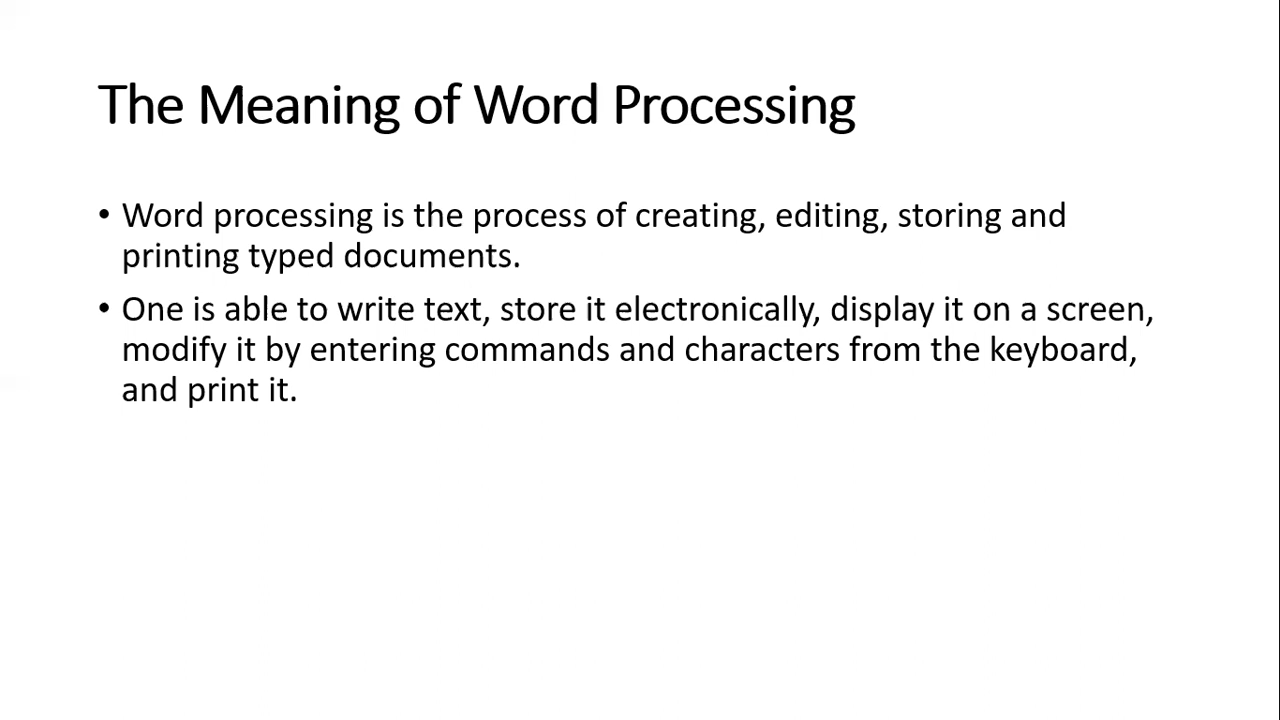 The Meaning of Word Processing
• Word processing is the process of creating, editing, storing and
printing typed documents.
• One is able to write text, store it electronically, display it on a screen,
modify it by entering commands and characters from the keyboard,
and print it.